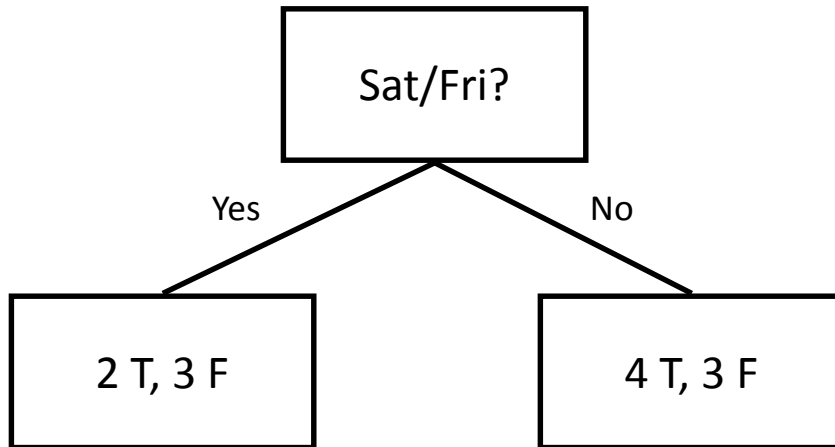 Sat/Fri?
Yes
No
2 T, 3 F
4 T, 3 F